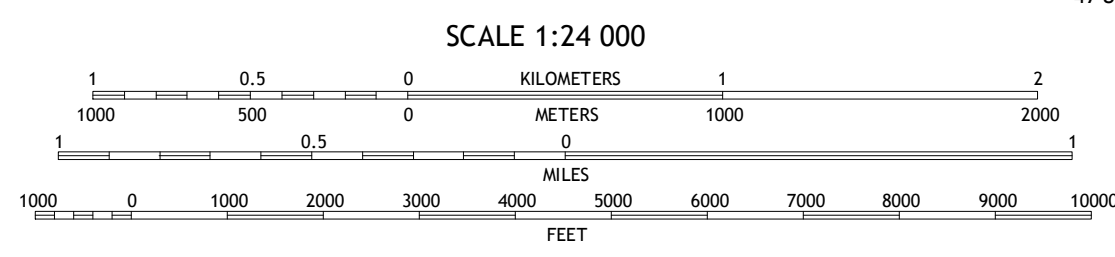 SCALE 1:24 000
1 0.5 0 KILOMETERS 1 2
1000 500 0 METERS 1000 2000
1 0.5 0 1
MILES
1000 0 1000 2000 3000 4000 5000 6000 7000 8000 9000 10000
FEET